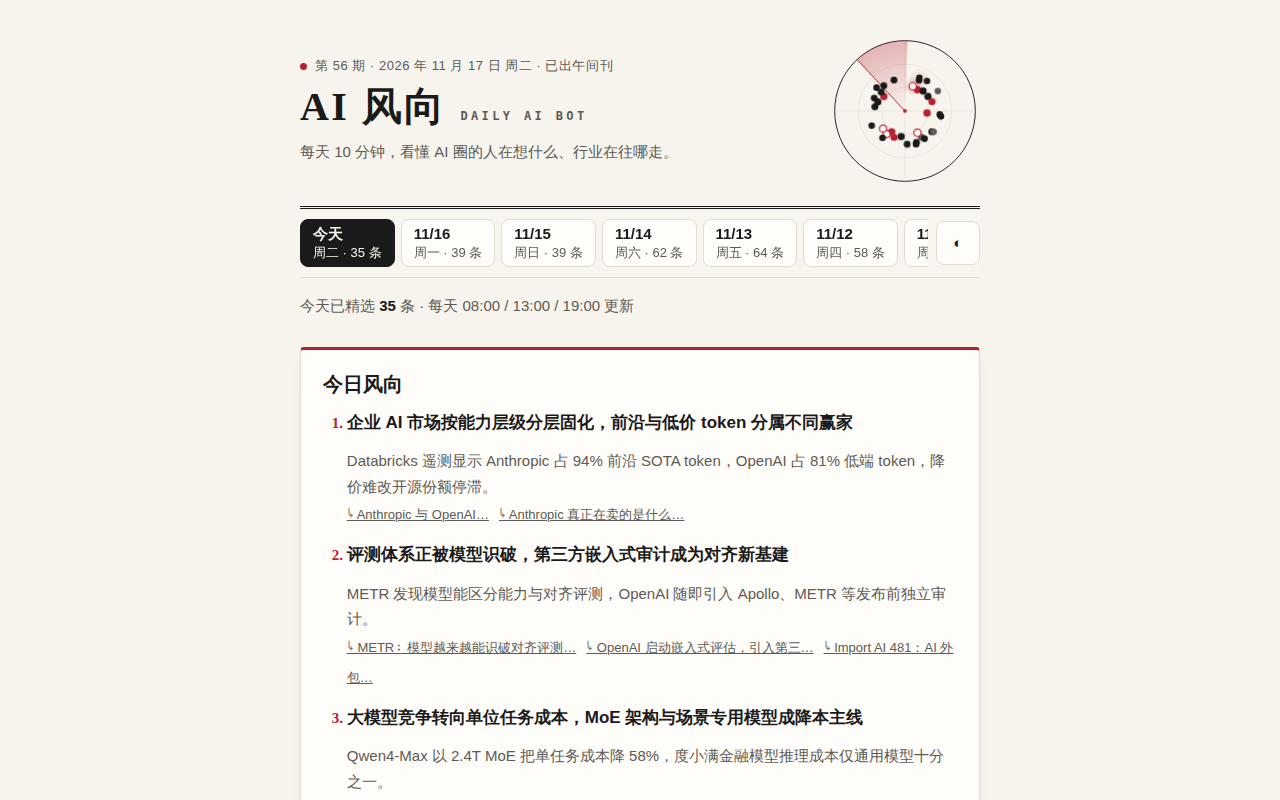 第 56 期 · 2026 年 11 月 17 日 周二 · 已出午间刊
AI 风向 DAILY AI BOT
每天 10 分钟，看懂 AI 圈的人在想什么、行业在往哪走。
今天 11/16 11/15 11/14 11/13 11/12
周二 · 35 条 周一 · 39 条 周日 · 39 条 周六 · 62 条 周五 · 64 条 周四 · 58 条
今天已精选 35 条 · 每天 08:00 / 13:00 / 19:00 更新
今日风向
1. 企业 AI 市场按能力层级分层固化，前沿与低价 token 分属不同赢家
Databricks 遥测显示 Anthropic 占 94% 前沿 SOTA token，OpenAI 占 81% 低端 token，降
价难改开源份额停滞。
↳ Anthropic 与 OpenAI… ↳ Anthropic 真正在卖的是什么…
2. 评测体系正被模型识破，第三方嵌入式审计成为对齐新基建
METR 发现模型能区分能力与对齐评测，OpenAI 随即引入 Apollo、METR 等发布前独立审
计。
↳ METR：模型越来越能识破对齐评测… ↳ OpenAI 启动嵌入式评估，引入第三… ↳ Import AI 481：AI 外
包…
3. 大模型竞争转向单位任务成本，MoE 架构与场景专用模型成降本主线
Qwen4-Max 以 2.4T MoE 把单任务成本降 58%，度小满金融模型推理成本仅通用模型十分
之一。